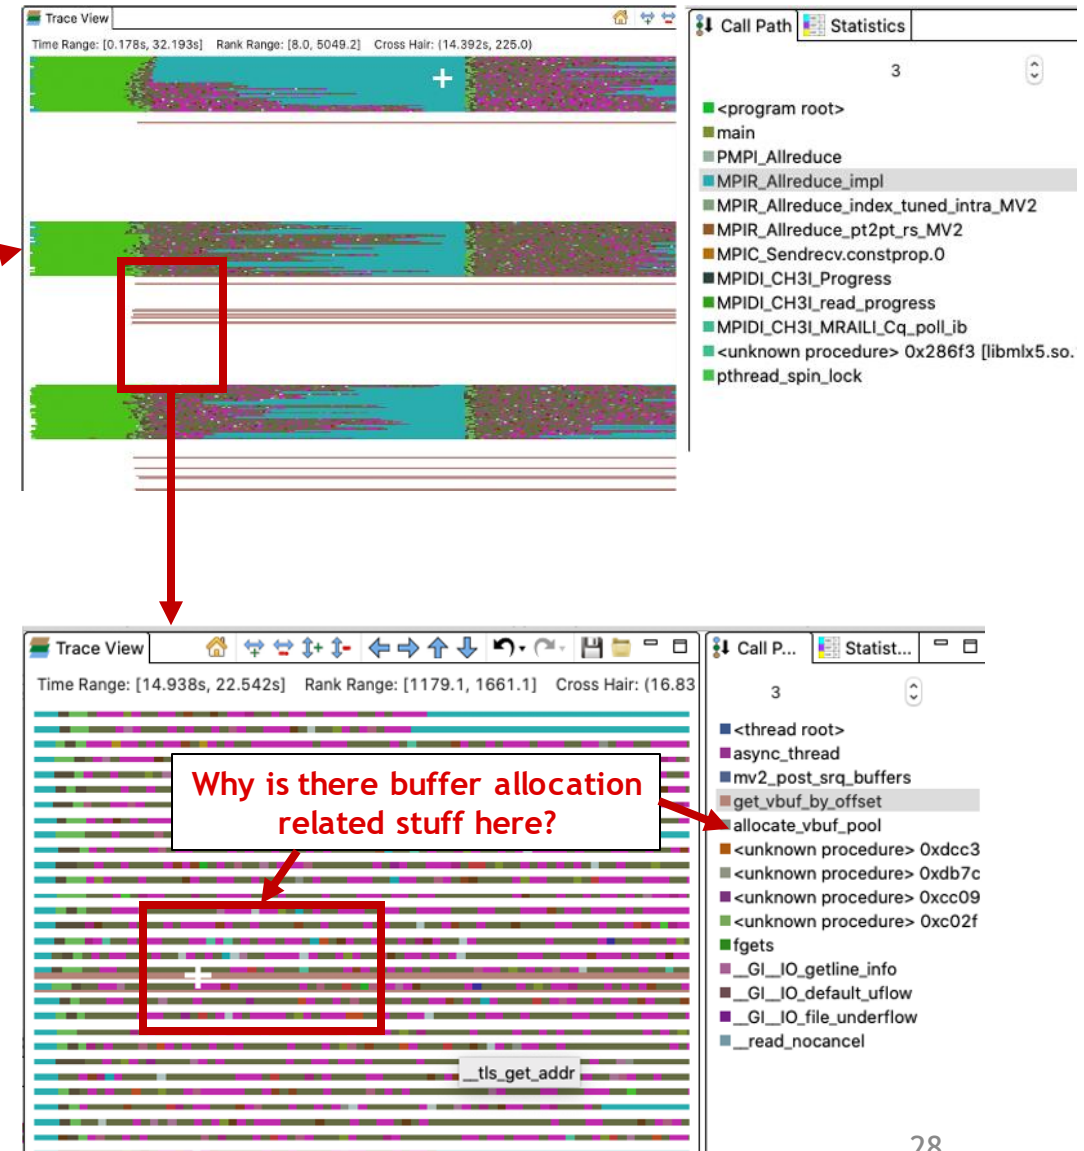 Trace View
Time Range: [0.178s, 32.193s] Rank Range: [8.0, 5049.2] Cross Hair: (14.392s, 225.0)
Call Path Statistics
3
<program root>
main
PMPI_Allreduce
MPIR_Allreduce_impl
MPIR_Allreduce_index_tuned_intra_MV2
MPIR_Allreduce_pt2pt_rs_MV2
MPIC_Sendrecv.constprop.0
MPIDI_CH3I_Progress
MPIDI_CH3I_read_progress
MPIDI_CH3I_MRAILI_Cq_poll_ib
<unknown procedure> 0x286f3 [libmlx5.so.
pthread_spin_lock
Trace View
Time Range: [14.938s, 22.542s] Rank Range: [1179.1, 1661.1] Cross Hair: (16.83
Why is there buffer allocation
related stuff here?
__tls_get_addr
Call P... Statist...
3
<thread root>
async_thread
mv2_post_srq_buffers
get_vbuf_by_offset
allocate_vbuf_pool
<unknown procedure> 0xdcc3
<unknown procedure> 0xdb7c
<unknown procedure> 0xcc09
<unknown procedure> 0xc02f
fgets
__GI__IO_getline_info
__GI__IO_default_uflow
__GI__IO_file_underflow
__read_nocancel
28